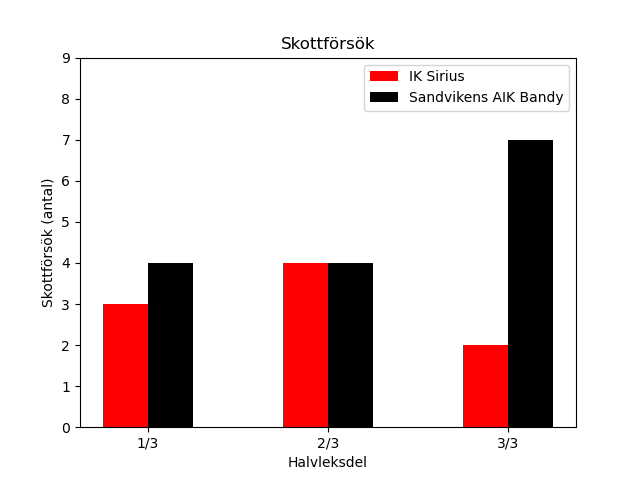 Skottförsök
IK Sirius
Sandvikens AIK Bandy
Skottförsök (antal)
9
8
7
6
5
4
3
2
1
0
1/3 2/3 3/3
Halvleksdel